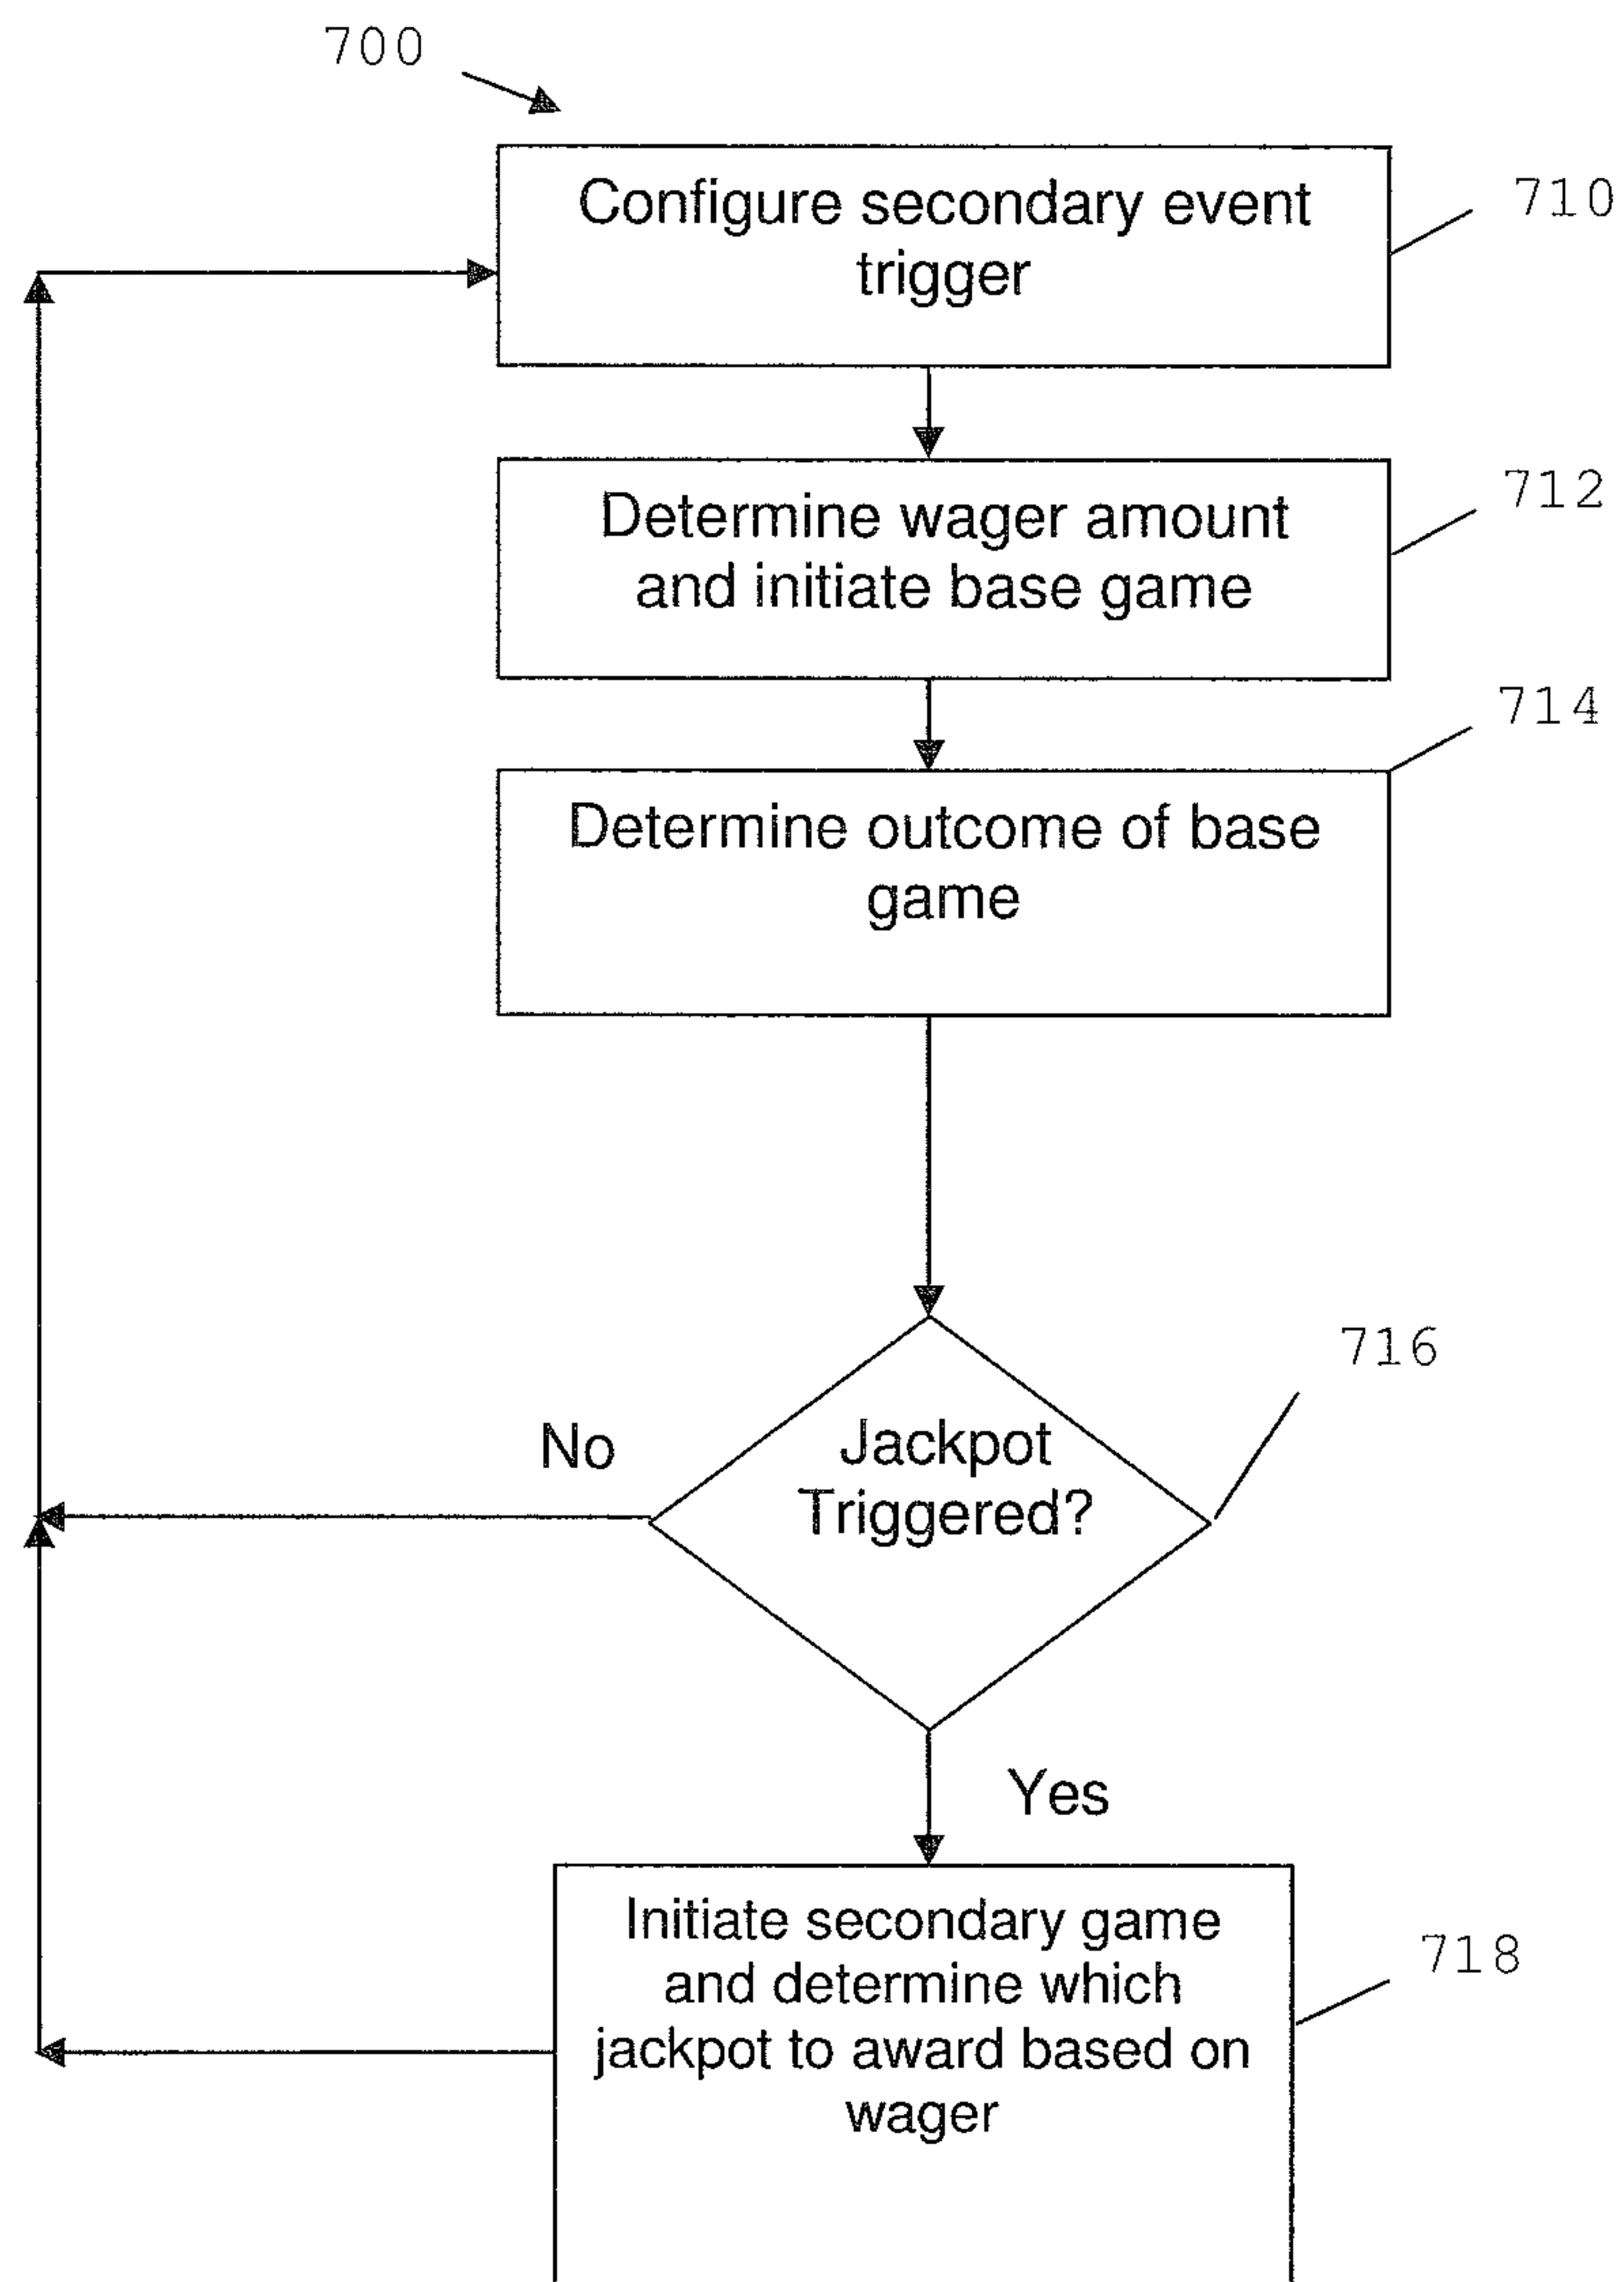 700
Configure secondary event
trigger
710
Determine wager amount
and initiate base game
712
714
Determine outcome of base
game
716
Jackpot
Triggered?
No
Yes
Initiate secondary game
and determine which
jackpot to award based on
wager
718